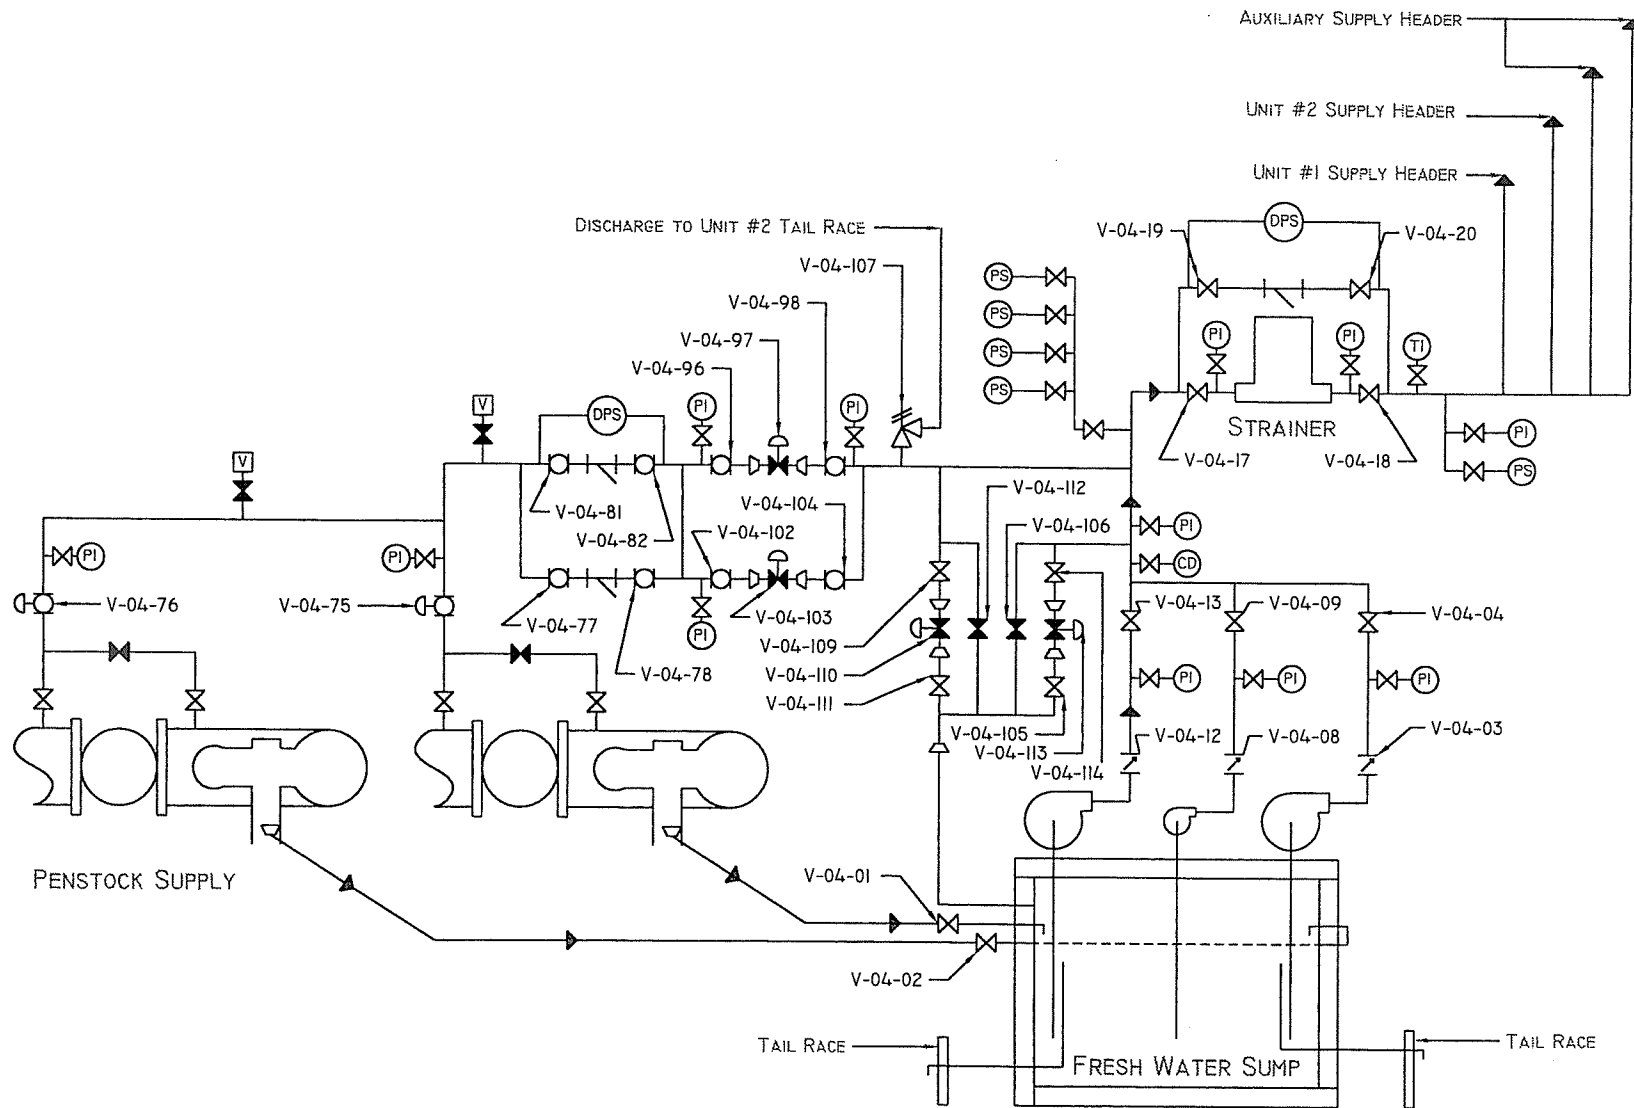 AUXILIARY SUPPLY HEADER
UNIT #2 SUPPLY HEADER
UNIT #1 SUPPLY HEADER
DISCHARGE TO UNIT #2 TAIL RACE
DPS
V-04-19
V-04-20
V-04-107
PS
V-04-98
PS
V-04-97
PI
PI
TI
PS
V-04-96
PS
V
DPS
PI
PI
STRAINER
PI
V-04-17
V-04-18
PS
V
V-04-112
V-04-81
V-04-104
V-04-106
PI
V-04-82
V-04-102
PI
PI
CD
V-04-76
V-04-75
V-04-13
V-04-09
V-04-04
V-04-77
PI
V-04-103
V-04-109
V-04-78
V-04-110
PI
PI
PI
V-04-111
V-04-105
V-04-113
V-04-12
V-04-08
V-04-03
V-04-114
PENSTOCK SUPPLY
V-04-01
V-04-02
TAIL RACE
TAIL RACE
FRESH WATER SUMP